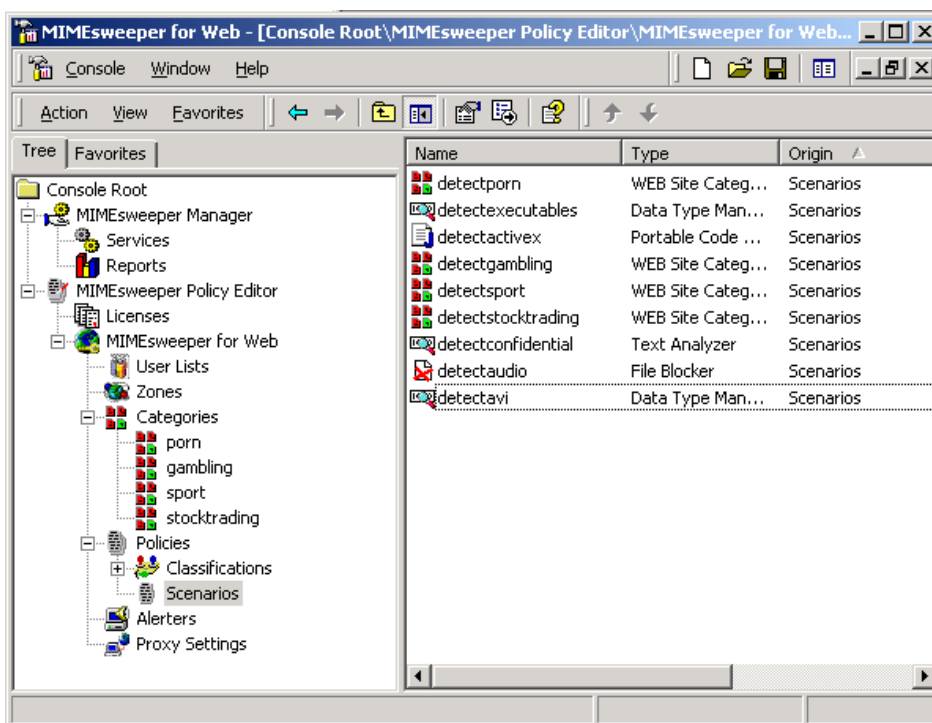 MIMEsweeper for Web - [Console Root\MIMEsweeper Policy Editor\MIMEsweeper for Web...
Console Window Help
Action View Favorites
Tree Favorites
Name Type Origin
Console Root
MIMEsweeper Manager
Services
Reports
MIMEsweeper Policy Editor
Licenses
MIMEsweeper for Web
User Lists
Zones
Categories
porn
gambling
sport
stocktrading
Policies
Classifications
Scenarios
Alerters
Proxy Settings
detectporn WEB Site Categ... Scenarios
detectexecutables Data Type Man... Scenarios
detectactivex Portable Code ... Scenarios
detectgambling WEB Site Categ... Scenarios
detectsport WEB Site Categ... Scenarios
detectstocktrading WEB Site Categ... Scenarios
detectconfidential Text Analyzer Scenarios
detectaudio File Blocker Scenarios
detectavi Data Type Man... Scenarios